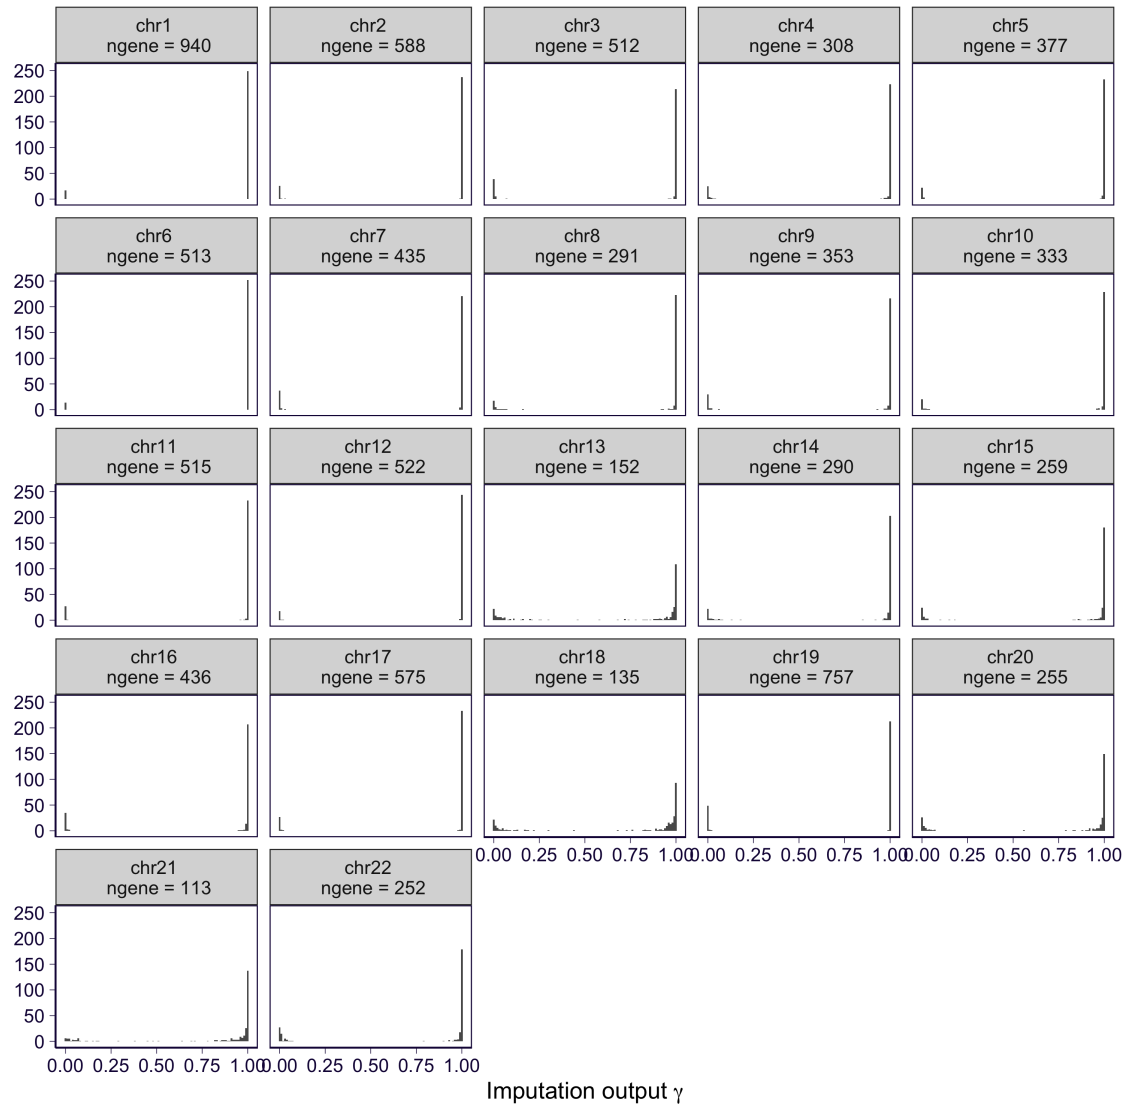 chr1
ngene = 940
chr2
ngene = 588
chr3
ngene = 512
chr4
ngene = 308
chr5
ngene = 377
250
200
150
100
50
0
chr6
ngene = 513
chr7
ngene = 435
chr8
ngene = 291
chr9
ngene = 353
chr10
ngene = 333
250
200
150
100
50
0
chr11
ngene = 515
chr12
ngene = 522
chr13
ngene = 152
chr14
ngene = 290
chr15
ngene = 259
250
200
150
100
50
0
chr16
ngene = 436
chr17
ngene = 575
chr18
ngene = 135
chr19
ngene = 757
chr20
ngene = 255
250
200
150
100
50
0
0.00 0.25 0.50 0.75 1.00
0.00 0.25 0.50 0.75 1.00
0.00 0.25 0.50 0.75 1.00
chr21
ngene = 113
chr22
ngene = 252
250
200
150
100
50
0
0.00 0.25 0.50 0.75 1.00
0.00 0.25 0.50 0.75 1.00
Imputation output γ